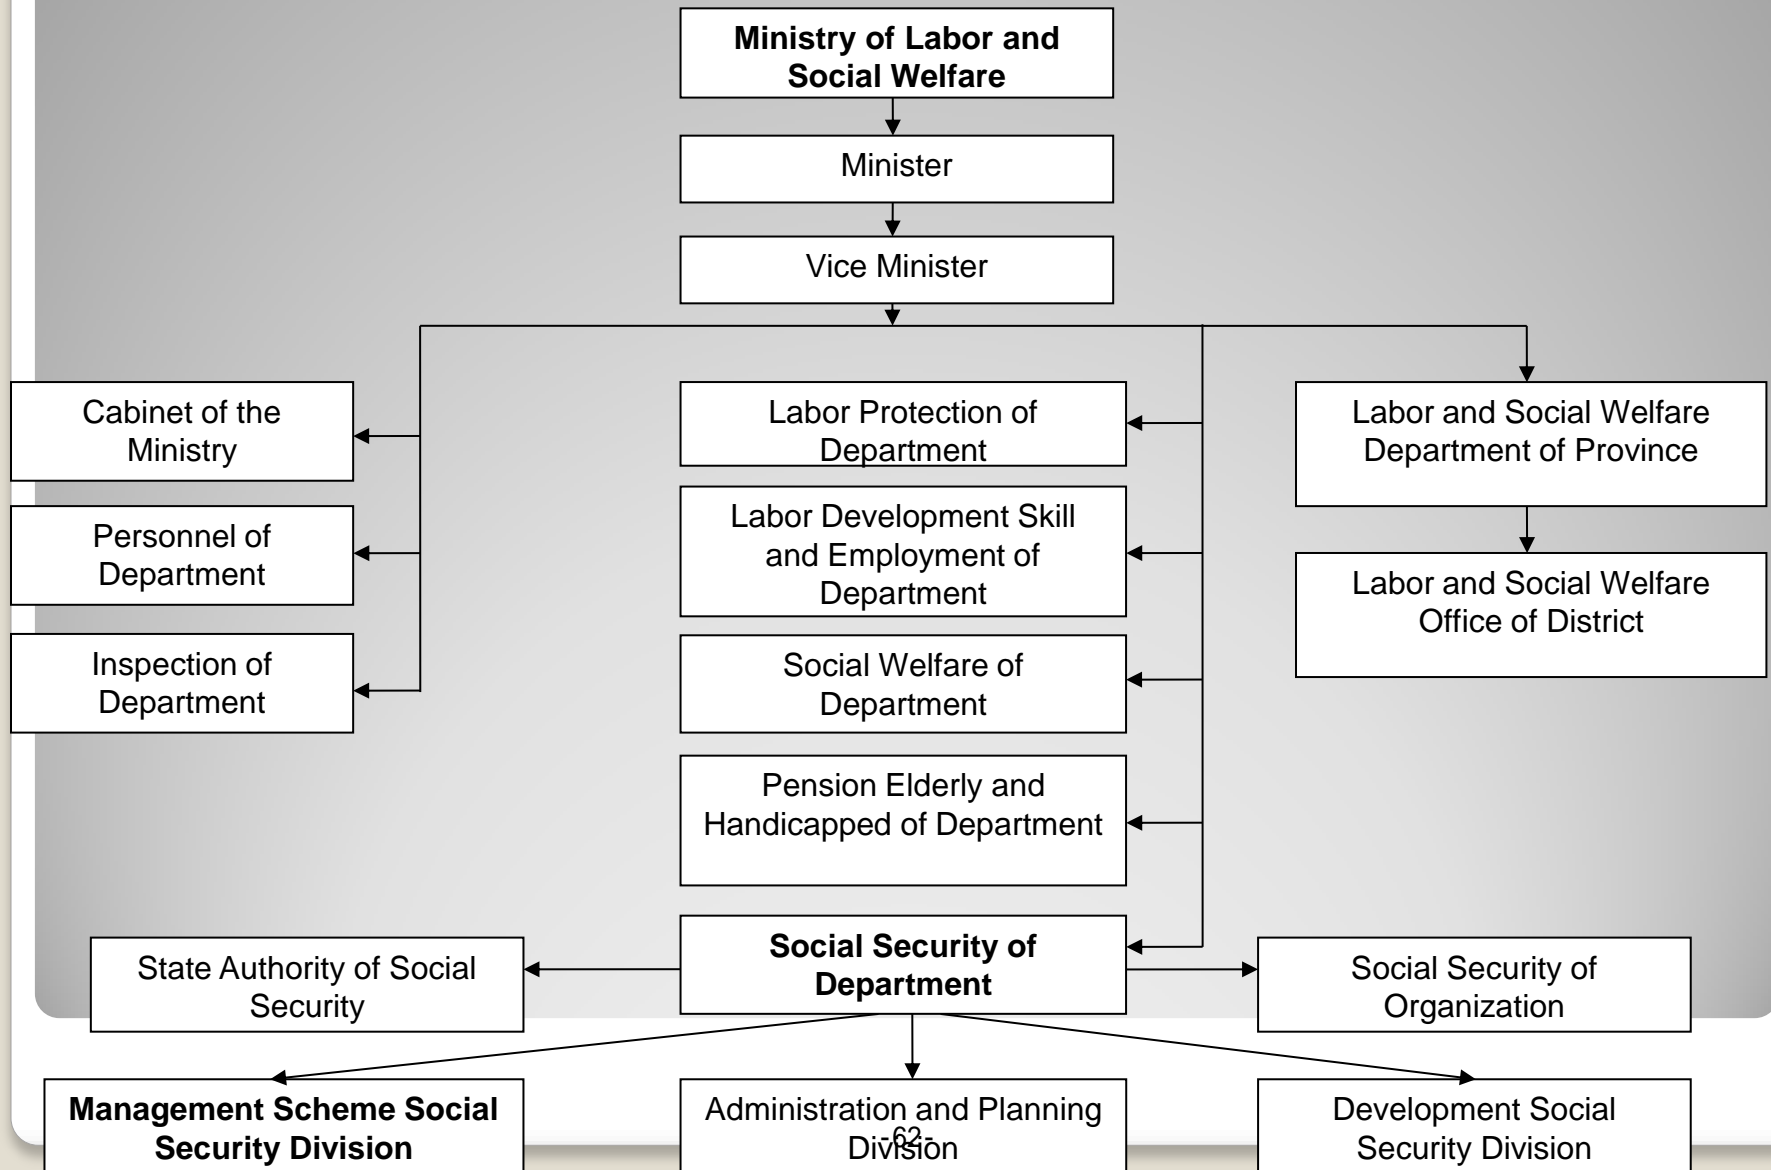 Ministry of Labor and
Social Welfare
Minister
Vice Minister
Cabinet of the
Ministry
Personnel of
Department
Inspection of
Department
Labor Protection of
Department
Labor Development Skill
and Employment of
Department
Social Welfare of
Department
Pension Elderly and
Handicapped of Department
Labor and Social Welfare
Department of Province
Labor and Social Welfare
Office of District
Social Security of
Department
State Authority of Social
Security
Social Security of
Organization
Management Scheme Social
Security Division
Administration and Planning
Division
Development Social
Security Division
-62-